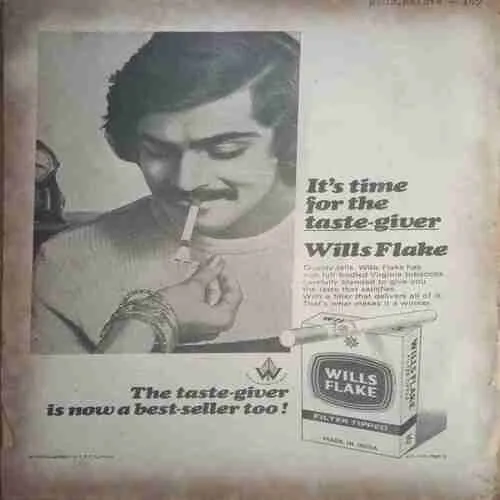 It's time
for the
taste-giver
Wills Flake
Quality tells. Wills Flake has
rich full-bodied Virginia tobaccos
carefully blended to give you
the taste that satisfies.
With a filter that delivers all of it.
That's what makes it a winner.
W
The taste-giver
is now a best-seller too!
WILLS
FLAKE
FILTER TIPPED
MADE IN INDIA
WILLS FLAKE